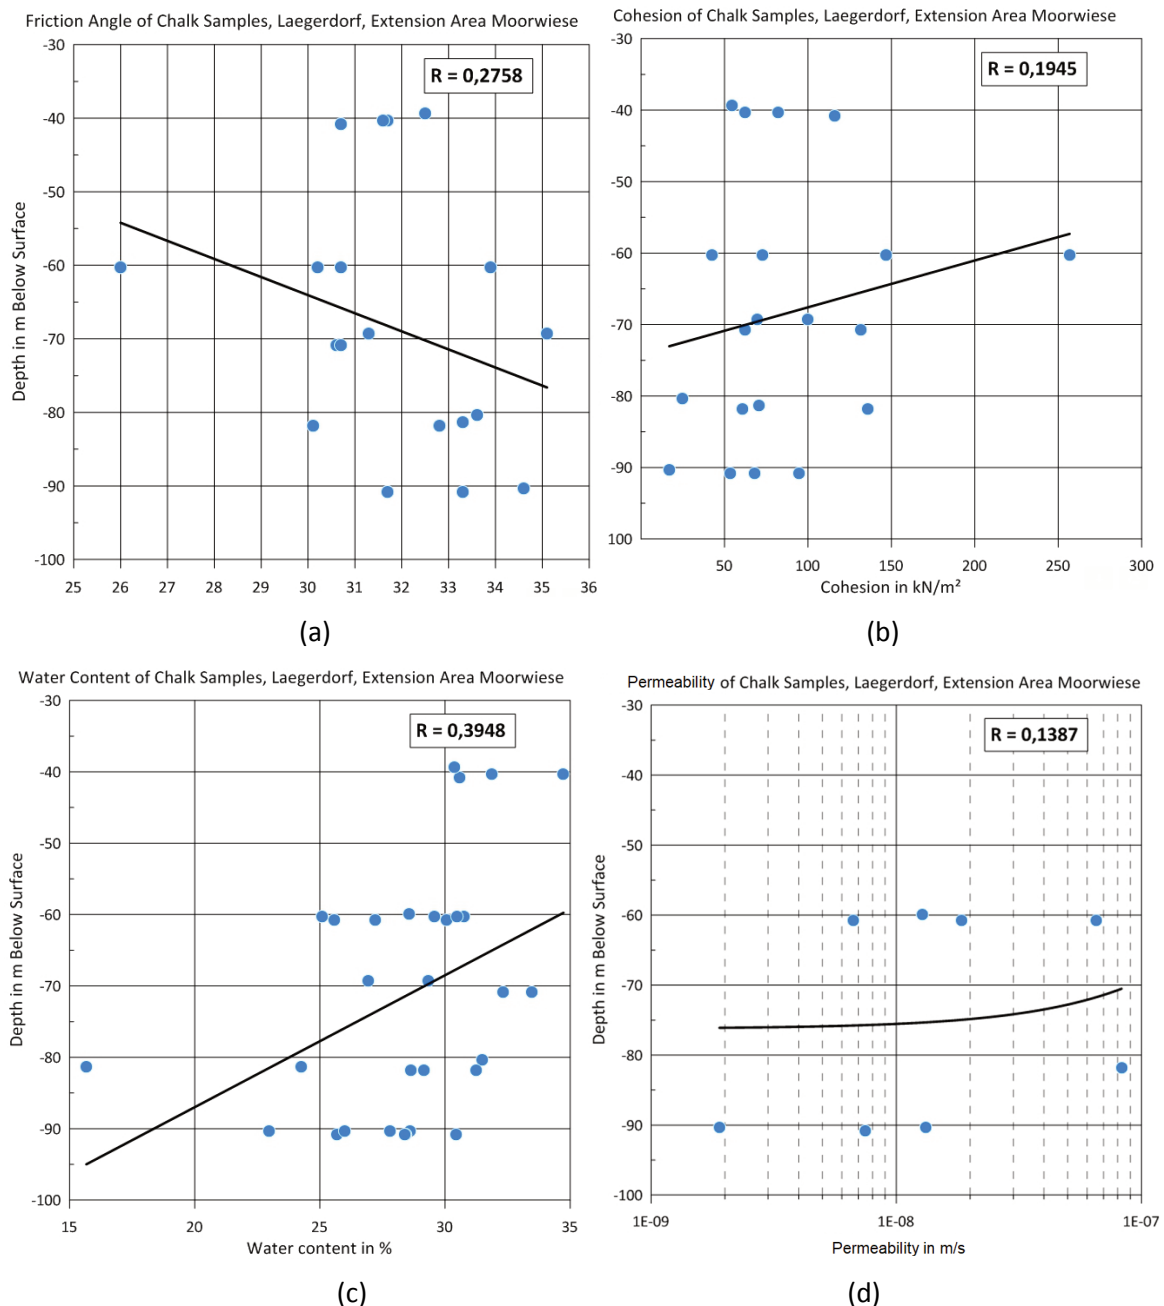 Friction Angle of Chalk Samples, Laegerdorf, Extension Area Moorwiese
R = 0,2758
Depth in m Below Surface
-30
-40
-50
-60
-70
-80
-90
-100
25 26 27 28 29 30 31 32 33 34 35 36
(a)
Cohesion of Chalk Samples, Laegerdorf, Extension Area Moorwiese
R = 0,1945
-30
-40
-50
-60
-70
-80
-90
100
50 100 150 200 250 300
Cohesion in kN/m²
(b)
Water Content of Chalk Samples, Laegerdorf, Extension Area Moorwiese
R = 0,3948
Depth in m Below Surface
-30
-40
-50
-60
-70
-80
-90
-100
15 20 25 30 35
Water content in %
(c)
Permeability of Chalk Samples, Laegerdorf, Extension Area Moorwiese
R = 0,1387
Depth in m Below Surface
-30
-40
-50
-60
-70
-80
-90
-100
1E-09 1E-08 1E-07
Permeability in m/s
(d)